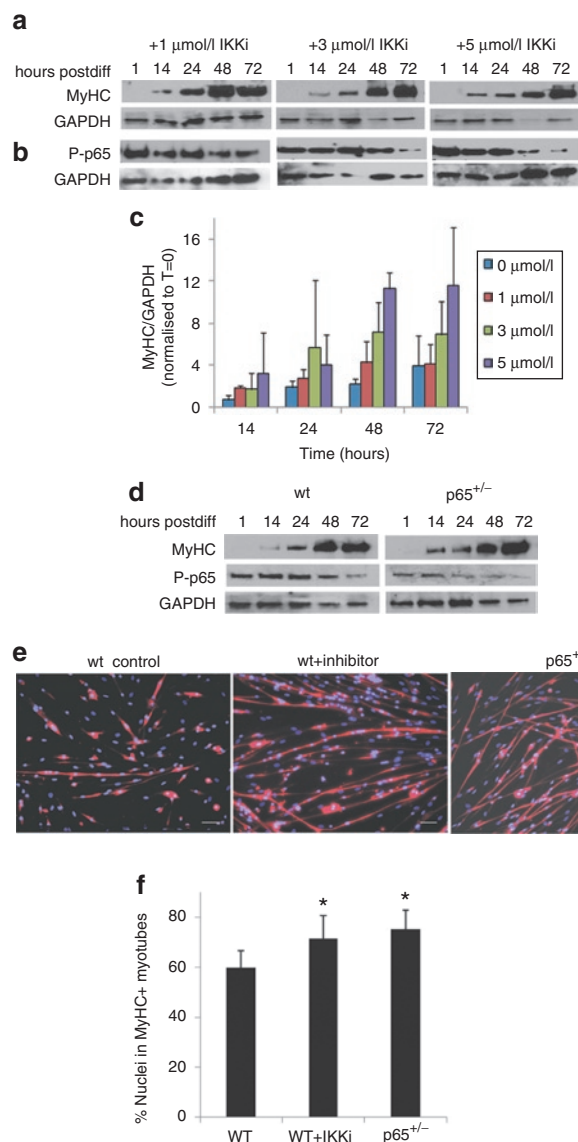 a
+1 µmol/l IKKi +3 µmol/l IKKi +5 µmol/l IKKi
hours postdiff 1 14 24 48 72 1 14 24 48 72 1 14 24 48 72
MyHC
GAPDH
b
P-p65
GAPDH
c
MyHC/GAPDH
(normalised to T=0)
16
12
8
4
0
14 24 48 72
Time (hours)
0 µmol/l
1 µmol/l
3 µmol/l
5 µmol/l
d
wt p65+/–
hours postdiff 1 14 24 48 72 1 14 24 48 72
MyHC
P-p65
GAPDH
e
wt control wt+inhibitor p65+
f
% Nuclei in MyHC+ myotubes
80
60
40
20
0
* *
WT WT+IKKi p65+/–